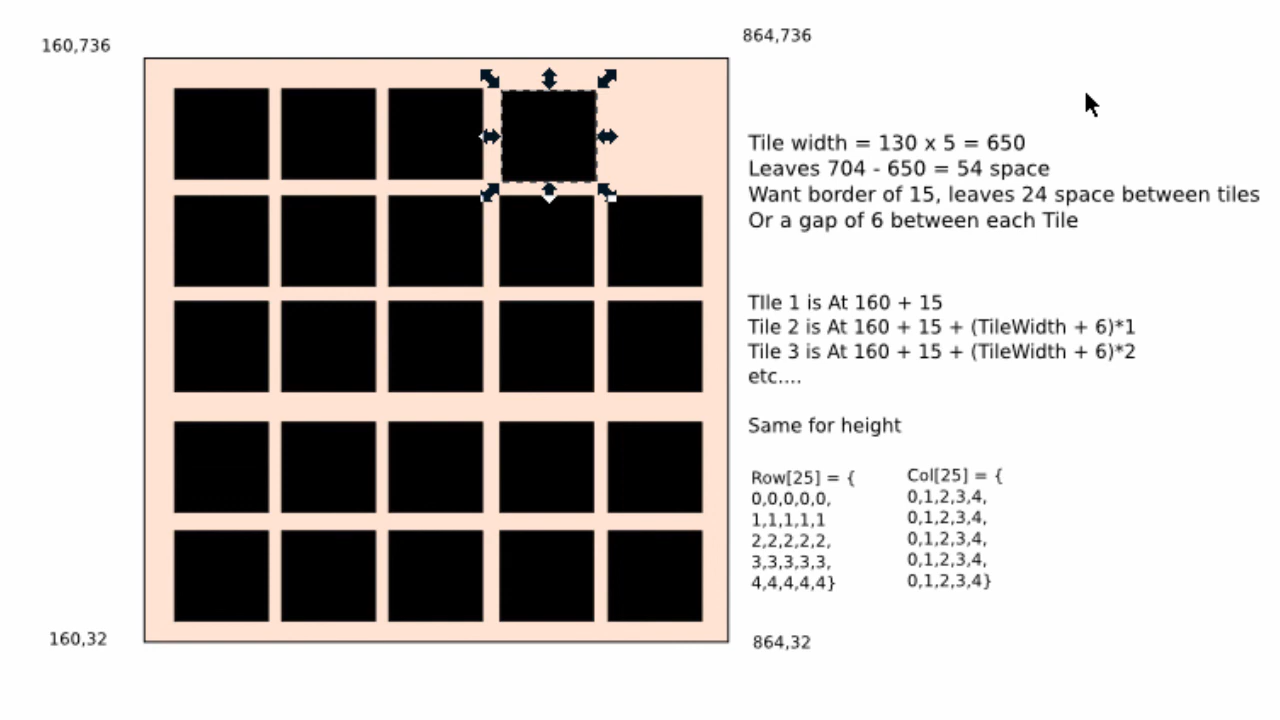 160,736
864,736
Tile width = 130 x 5 = 650
Leaves 704 - 650 = 54 space
Want border of 15, leaves 24 space between tiles
Or a gap of 6 between each Tile
TIle 1 is At 160 + 15
Tile 2 is At 160 + 15 + (TileWidth + 6)*1
Tile 3 is At 160 + 15 + (TileWidth + 6)*2
etc....
Same for height
Row[25] = {
0,0,0,0,0,
1,1,1,1,1
2,2,2,2,2,
3,3,3,3,3,
4,4,4,4,4}
Col[25] = {
0,1,2,3,4,
0,1,2,3,4,
0,1,2,3,4,
0,1,2,3,4,
0,1,2,3,4}
160,32
864,32